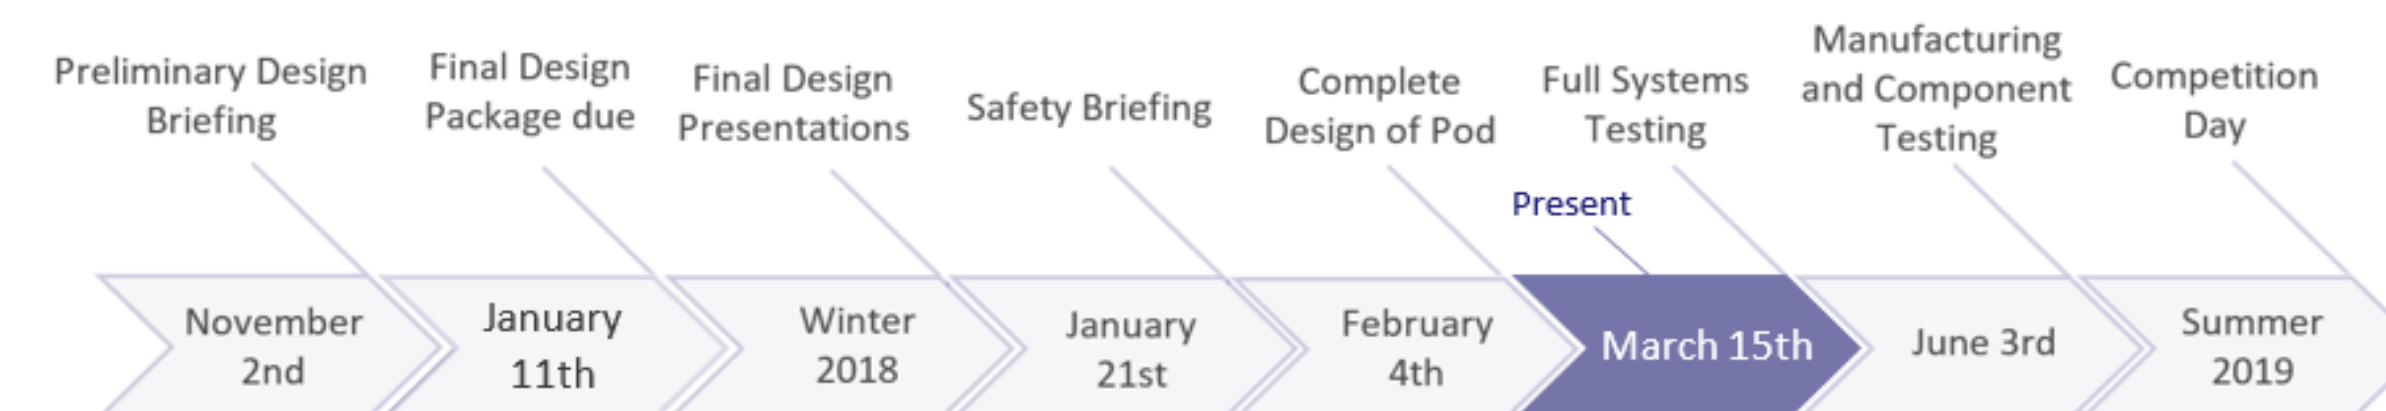 Preliminary Design
Briefing
Final Design
Package due
Final Design
Presentations
Safety Briefing
Complete
Design of Pod
Full Systems
Testing
Manufacturing
and Component
Testing
Competition
Day
Present
November
2nd
January
11th
Winter
2018
January
21st
February
4th
March 15th
June 3rd
Summer
2019